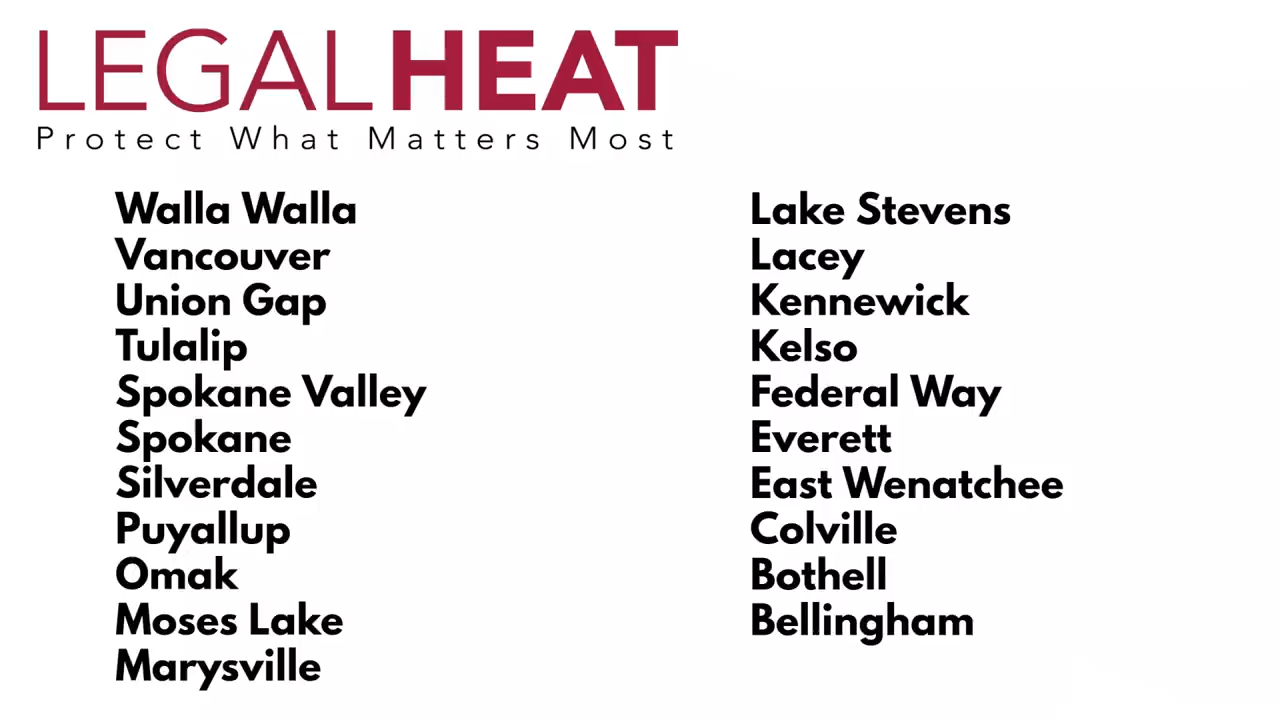 LEGALHEAT
Protect What Matters Most
Walla Walla
Vancouver
Union Gap
Tulalip
Spokane Valley
Spokane
Silverdale
Puyallup
Omak
Moses Lake
Marysville
Lake Stevens
Lacey
Kennewick
Kelso
Federal Way
Everett
East Wenatchee
Colville
Bothell
Bellingham